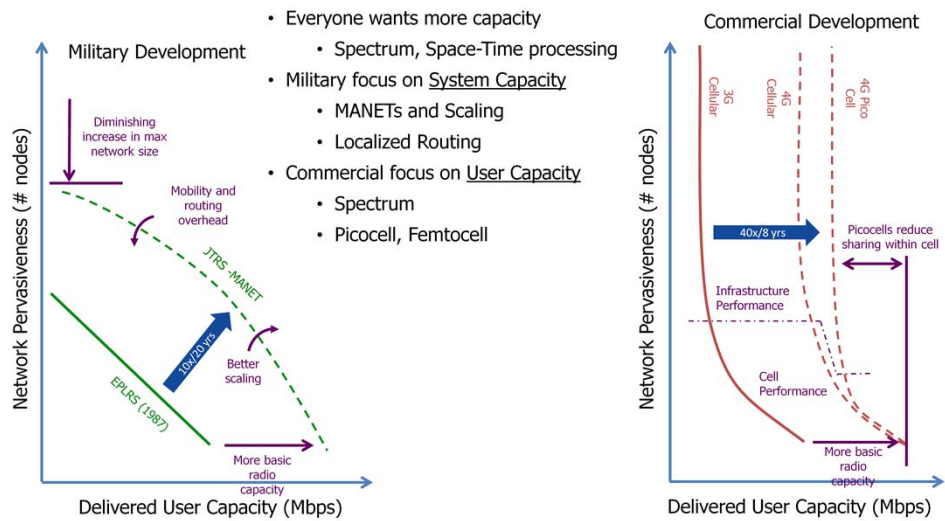 Military Development
Network Pervasiveness (# nodes)
Diminishing
increase in max
network size
Mobility and
routing
overhead
JTRS -MANET
10x/20 yrs
Better
scaling
EPLRS (1987)
More basic
radio
capacity
Delivered User Capacity (Mbps)
• Everyone wants more capacity
• Spectrum, Space-Time processing
• Military focus on System Capacity
• MANETs and Scaling
• Localized Routing
• Commercial focus on User Capacity
• Spectrum
• Picocell, Femtocell
Commercial Development
Network Pervasiveness (# nodes)
3G
Cellular
4G
Cellular
4G Pico
Cell
40x/8 yrs
Picocells reduce
sharing within cell
Infrastructure
Performance
Cell
Performance
More basic
radio
capacity
Delivered User Capacity (Mbps)